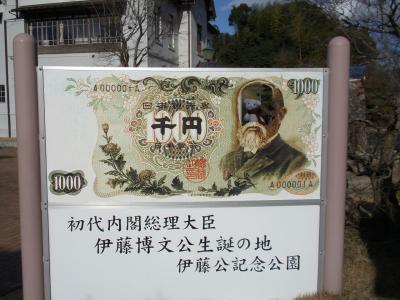 1000
A000001A
日本銀行券
千円
1000
A000001A
初代内閣総理大臣
伊藤博文公生誕の地
伊藤公記念公園